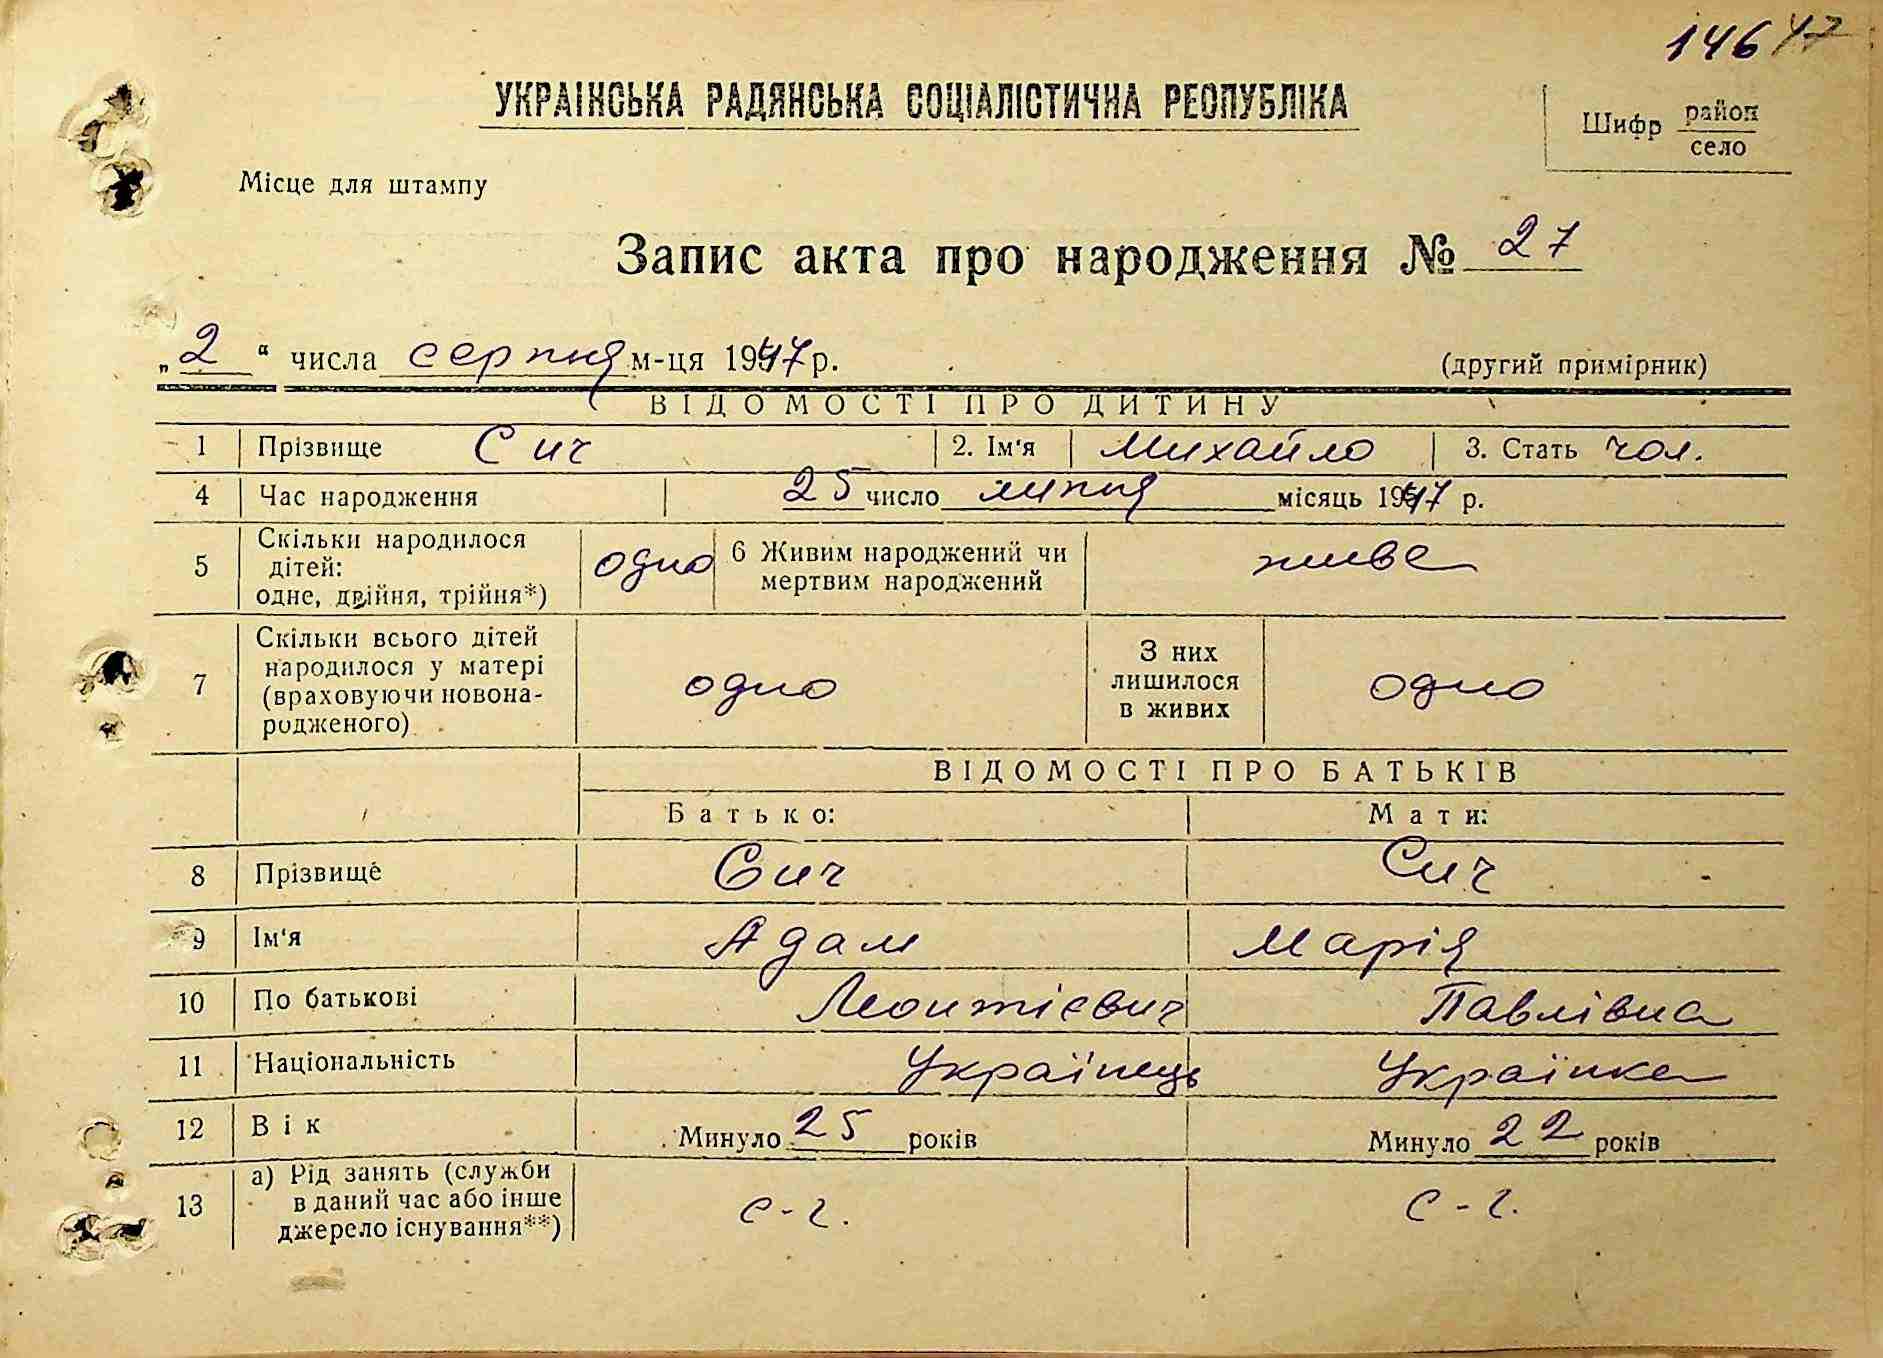 146 47
УКРАЇНСЬКА РАДЯНСЬКА СОЦІАЛІСТИЧНА РЕСПУБЛІКА
Шифр район
село
Місце для штампу
Запис акта про народження № 27
„2“ числа серпня м-ця 1947 р. (другий примірник)
ВІДОМОСТІ ПРО ДИТИНУ
1 Прізвище Сич 2. Ім'я Михайло 3. Стать чол.
4 Час народження 25 число липня місяць 1947 р.
5 Скільки народилося дітей: одне, двійня, трійня*) одно 6 Живим народжений чи мертвим народжений живе
7 Скільки всього дітей народилося у матері (враховуючи новона-родженого) одно З них лишилося в живих одно
ВІДОМОСТІ ПРО БАТЬКІВ
Батько: Мати:
8 Прізвище Сич Сич
9 Ім'я Адам Марія
10 По батькові Леонтієвич Павлівна
11 Національність Українець Українка
12 Вік Минуло 25 років Минуло 22 років
13 а) Рід занять (служби в даний час або інше джерело існування**) с-г. с-г.